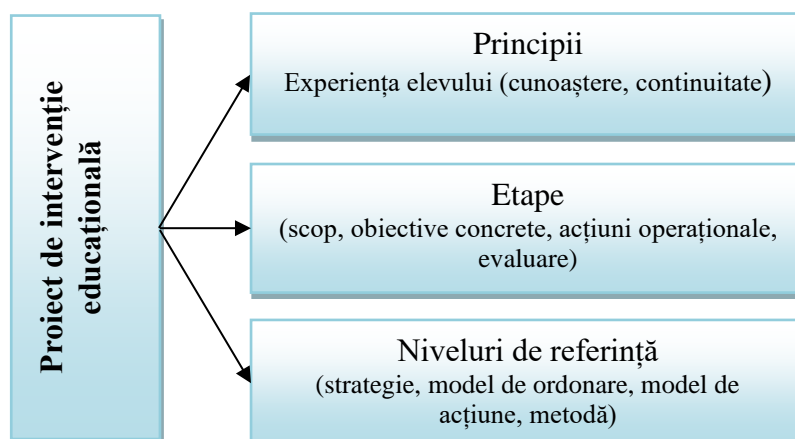 Proiect de intervenție
educațională
Principii
Experiența elevului (cunoaștere, continuitate)
Etape
(scop, obiective concrete, acțiuni operaționale,
evaluare)
Niveluri de referință
(strategie, model de ordonare, model de
acțiune, metodă)